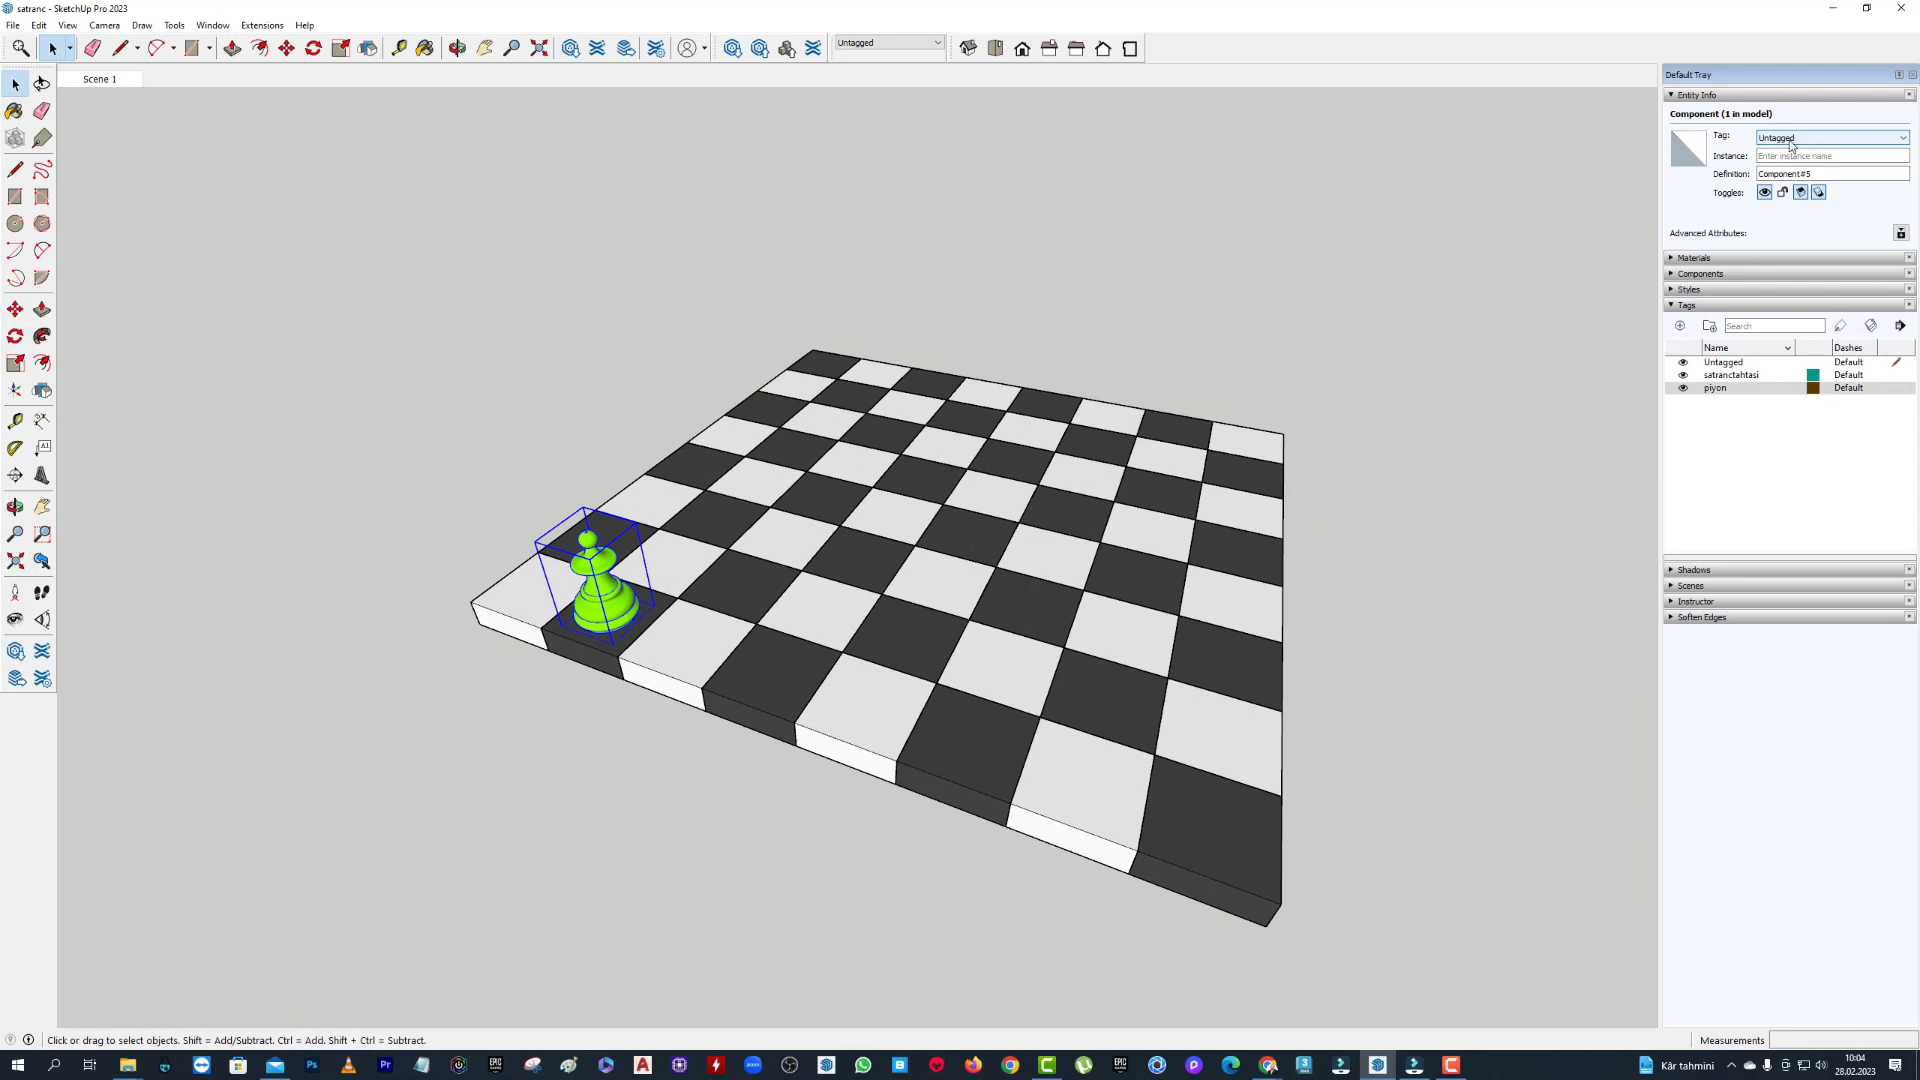 satranc - SketchUp Pro 2023
File Edit View Camera Draw Tools Window Extensions Help
Untagged
Scene 1
Default Tray
Entity Info
Component (1 in model)
Tag: Untagged
Instance: Enter instance name
Definition: Component#5
Toggles:
Advanced Attributes:
Materials
Components
Styles
Tags
Search
Name Dashes
Untagged Default
satranctahtasi Default
piyon Default
Shadows
Scenes
Instructor
Soften Edges
Click or drag to select objects. Shift = Add/Subtract. Ctrl = Add. Shift + Ctrl = Subtract.
Measurements
Kâr tahmini
10:04
28.02.2023